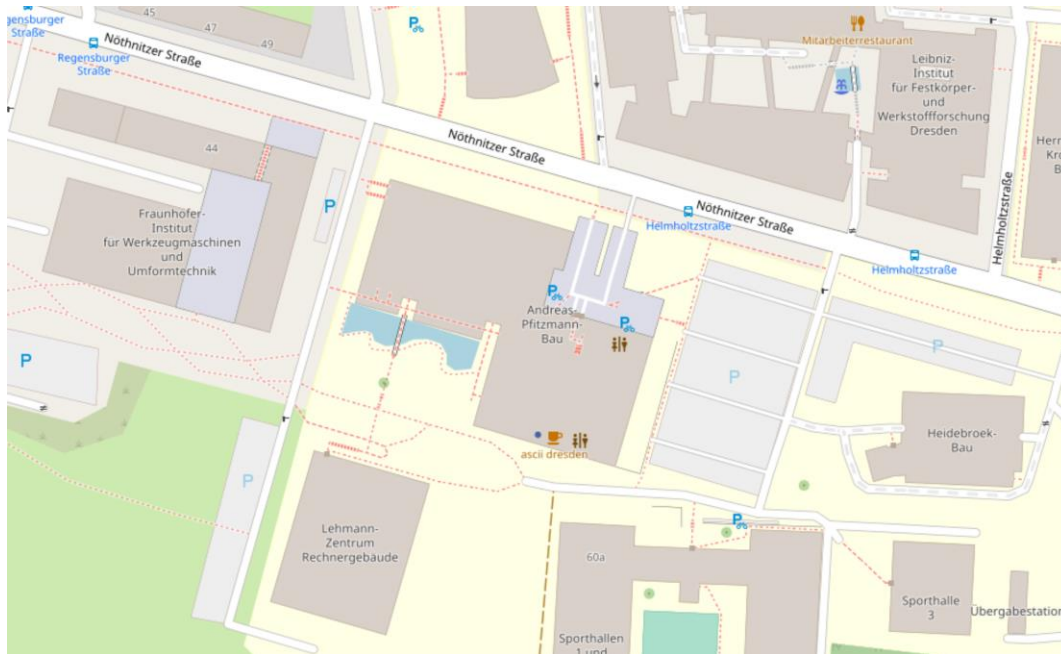 45
47
49
egensburger
Straße
Regensburger
Straße
Nöthnitzer Straße
Mitarbeiterrestaurant
Leibniz-
Institut
für Festkörper-
und
Werkstoffforschung
Dresden
Herm
Kro
B
Helmholtzstraße
44
Nöthnitzer Straße
P
P
Fraunhofer-
Institut
für Werkzeugmaschinen
und
Umformtechnik
Nöthnitzer Straße
Helmholtzstraße
Helmholtzstraße
P
P
Andreas-
Pfitzmann-
Bau
P
P
P
P
Heidebroek-
Bau
ascii dresden
P
Lehmann-
Zentrum
Rechnergebäude
P
60a
Sporthalle
3
Übergabestation
Sporthallen
1 und